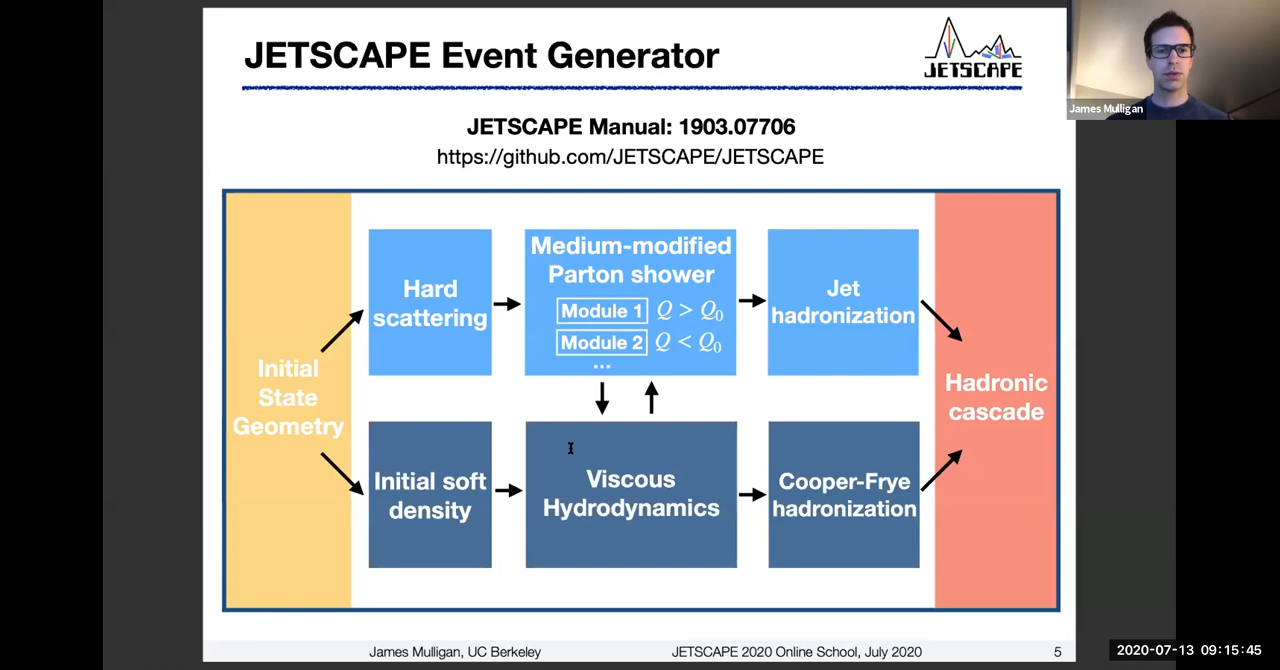 JETSCAPE Event Generator
JETSCAPE
James Mulligan
JETSCAPE Manual: 1903.07706
https://github.com/JETSCAPE/JETSCAPE
Initial
State
Geometry
Hard
scattering
Medium-modified
Parton shower
Module 1 Q > Q₀
Module 2 Q < Q₀
...
Jet
hadronization
Initial soft
density
Viscous
Hydrodynamics
Cooper-Frye
hadronization
Hadronic
cascade
James Mulligan, UC Berkeley
JETSCAPE 2020 Online School, July 2020
5
2020-07-13 09:15:45